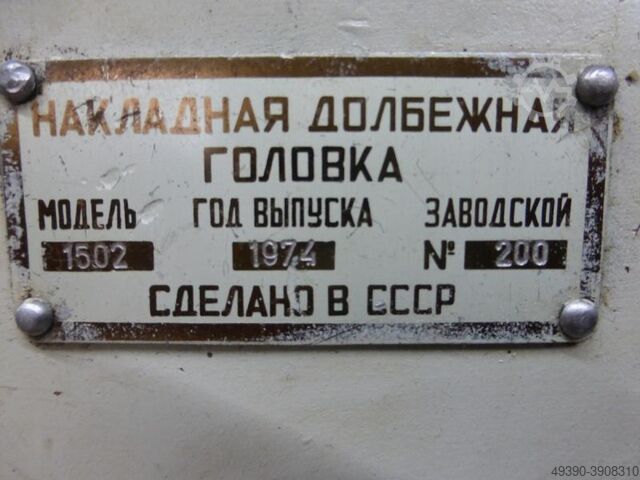 НАКЛАДНАЯ ДОЛБЕЖНАЯ
ГОЛОВКА
МОДЕЛЬ ГОД ВЫПУСКА ЗАВОДСКОЙ
1502 1974 № 200
СДЕЛАНО В СССР
49390-3908310